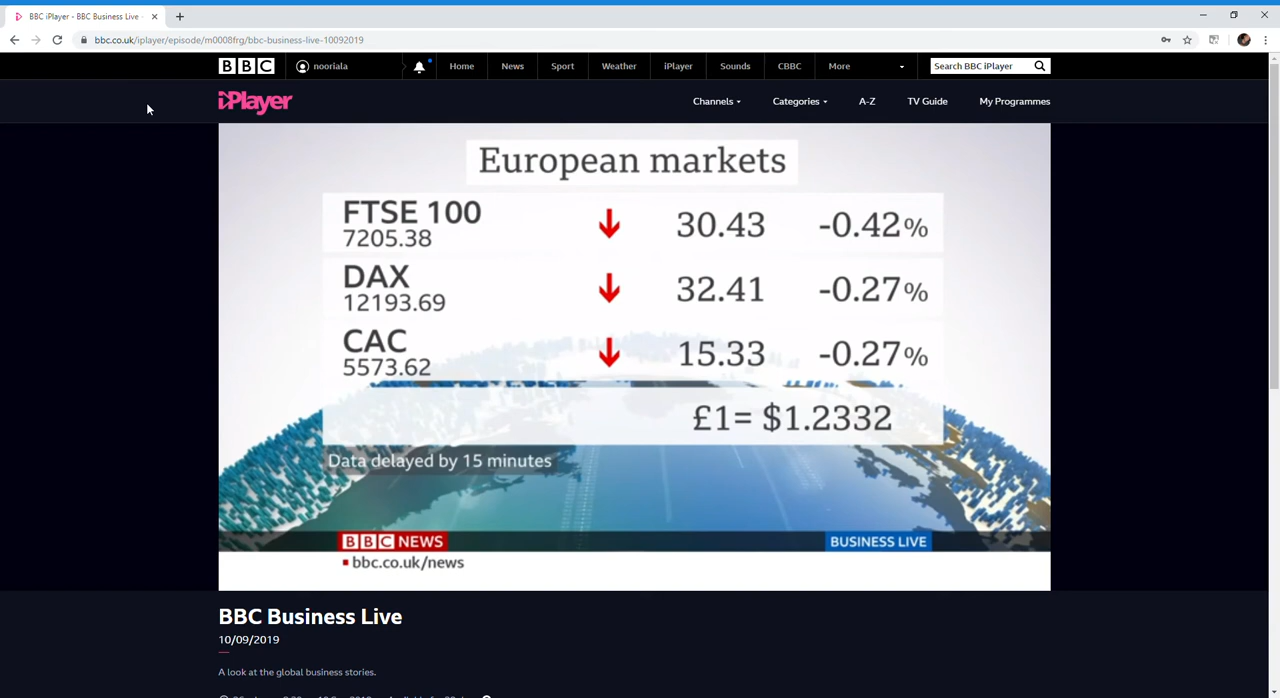 BBC iPlayer - BBC Business Live -
bbc.co.uk/iplayer/episode/m0008frg/bbc-business-live-10092019
BBC nooriala Home News Sport Weather iPlayer Sounds CBBC More Search BBC iPlayer
iPlayer Channels Categories A-Z TV Guide My Programmes
European markets
FTSE 100 30.43 -0.42%
7205.38
DAX 32.41 -0.27%
12193.69
CAC 15.33 -0.27%
5573.62
£1= $1.2332
Data delayed by 15 minutes
BBC NEWS BUSINESS LIVE
bbc.co.uk/news
BBC Business Live
10/09/2019
A look at the global business stories.